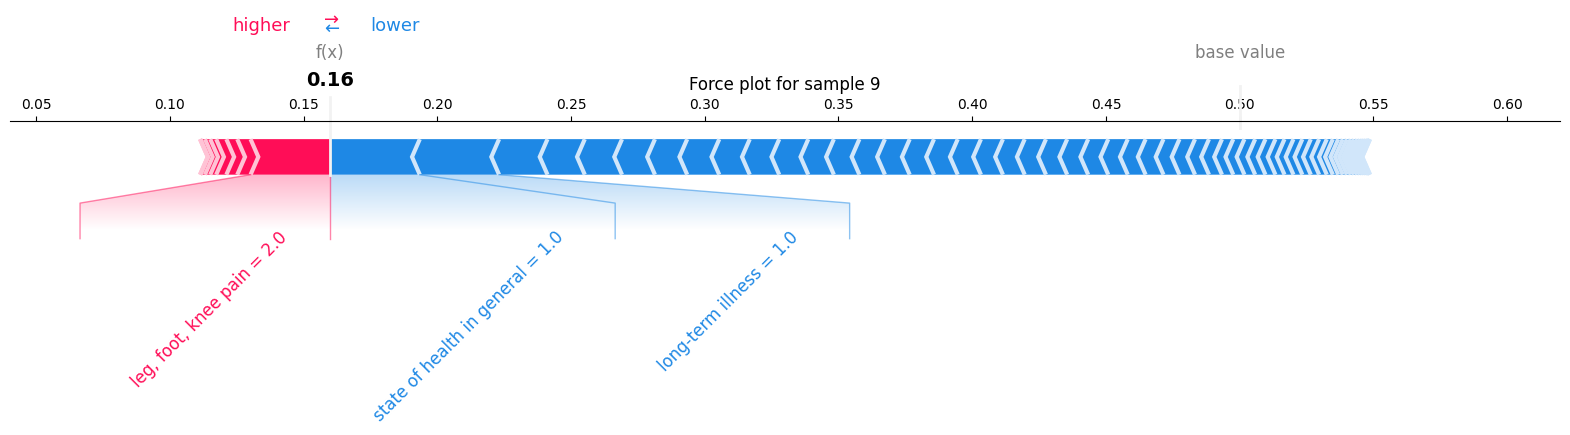 higher ⇄ lower
f(x)
base value
0.16
Force plot for sample 9
0.05 0.10 0.15 0.20 0.25 0.30 0.35 0.40 0.45 0.50 0.55 0.60
leg, foot, knee pain = 2.0
state of health in general = 1.0
long-term illness = 1.0